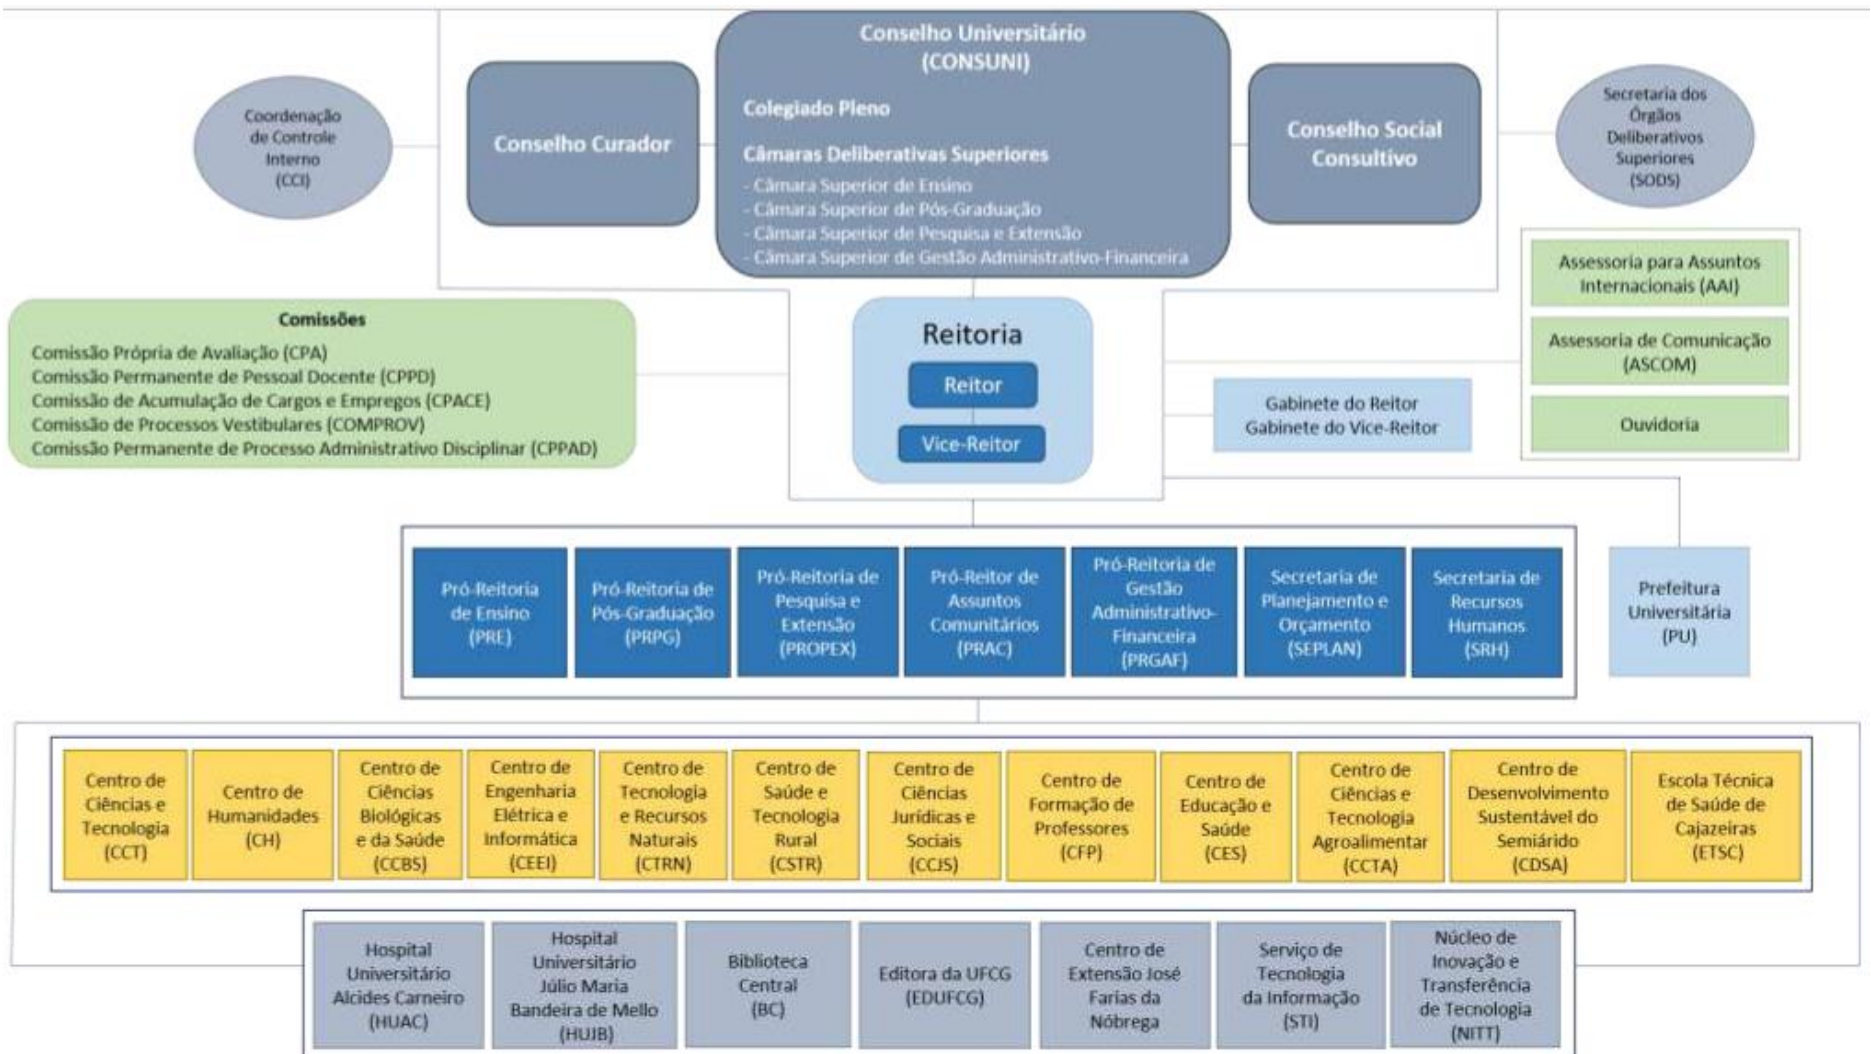 Conselho Universitário
(CONSUNI)
Colegiado Pleno
Câmaras Deliberativas Superiores
- Câmara Superior de Ensino
- Câmara Superior de Pós-Graduação
- Câmara Superior de Pesquisa e Extensão
- Câmara Superior de Gestão Administrativo-Financeira
Coordenação
de Controle
Interno
(CCI)
Conselho Curador
Conselho Social
Consultivo
Secretaria dos
Órgãos
Deliberativos
Superiores
(SODS)
Comissões
Comissão Própria de Avaliação (CPA)
Comissão Permanente de Pessoal Docente (CPPD)
Comissão de Acumulação de Cargos e Empregos (CPACE)
Comissão de Processos Vestibulares (COMPROV)
Comissão Permanente de Processo Administrativo Disciplinar (CPPAD)
Reitoria
Reitor
Vice-Reitor
Gabinete do Reitor
Gabinete do Vice-Reitor
Assessoria para Assuntos
Internacionais (AAI)
Assessoria de Comunicação
(ASCOM)
Ouvidoria
Pró-Reitoria
de Ensino
(PRE)
Pró-Reitoria de
Pós-Graduação
(PRPG)
Pró-Reitoria de
Pesquisa e
Extensão
(PROPEX)
Pró-Reitor de
Assuntos
Comunitários
(PRAC)
Pró-Reitoria de
Gestão
Administrativo-
Financeira
(PRGAF)
Secretaria de
Planejamento e
Orçamento
(SEPLAN)
Secretaria de
Recursos
Humanos
(SRH)
Prefeitura
Universitária
(PU)
Centro de
Ciências e
Tecnologia
(CCT)
Centro de
Humanidades
(CH)
Centro de
Ciências
Biológicas
e da Saúde
(CCBS)
Centro de
Engenharia
Elétrica e
Informática
(CEEI)
Centro de
Tecnologia
e Recursos
Naturais
(CTRN)
Centro de
Saúde e
Tecnologia
Rural
(CSTR)
Centro de
Ciências
Jurídicas e
Sociais
(CCJS)
Centro de
Formação de
Professores
(CFP)
Centro de
Educação e
Saúde
(CES)
Centro de
Ciências e
Tecnologia
Agroalimentar
(CCTA)
Centro de
Desenvolvimento
Sustentável do
Semiárido
(CDSA)
Escola Técnica
de Saúde de
Cajazeiras
(ETSC)
Hospital
Universitário
Alcides Carneiro
(HUAC)
Hospital
Universitário
Júlio Maria
Bandeira de Mello
(HUJB)
Biblioteca
Central
(BC)
Editora da UFCG
(EDUFCG)
Centro de
Extensão José
Farias da
Nóbrega
Serviço de
Tecnologia
da Informação
(STI)
Núcleo de
Inovação e
Transferência
de Tecnologia
(NITT)